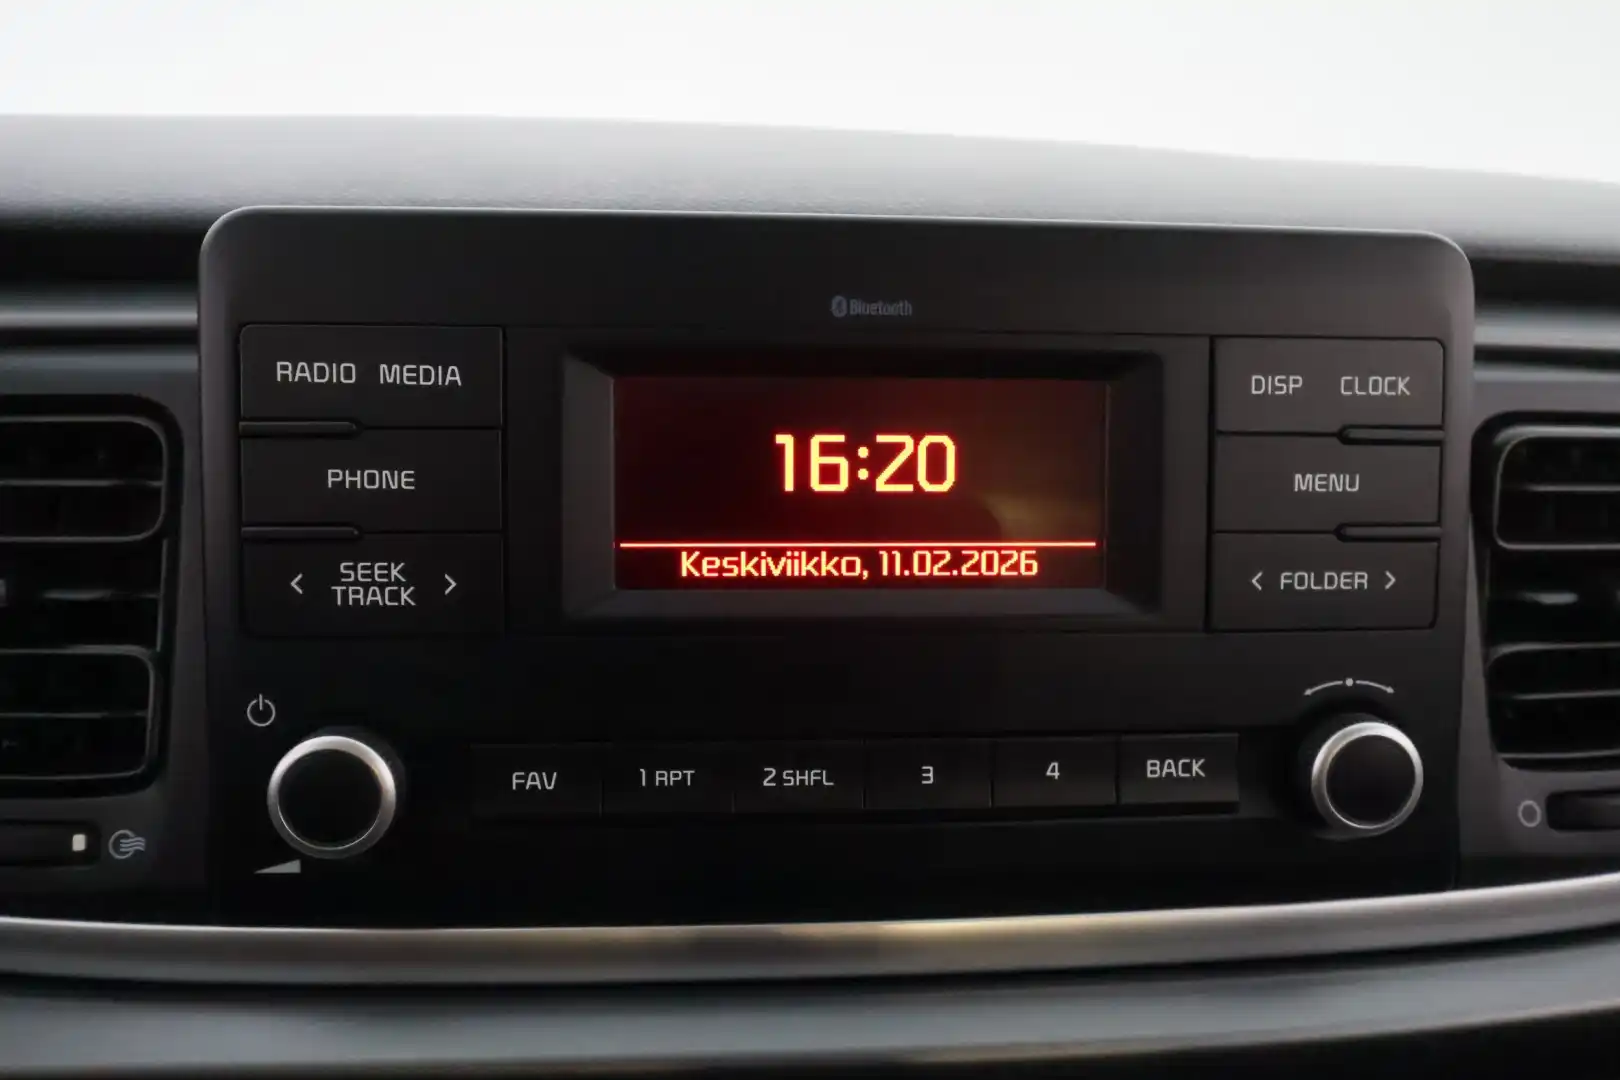 Bluetooth
RADIO MEDIA
DISP CLOCK
16:20
PHONE
MENU
Keskiviikko, 11.02.2026
< SEEK TRACK >
< FOLDER >
FAV
1 RPT
2 SHFL
3
4
BACK